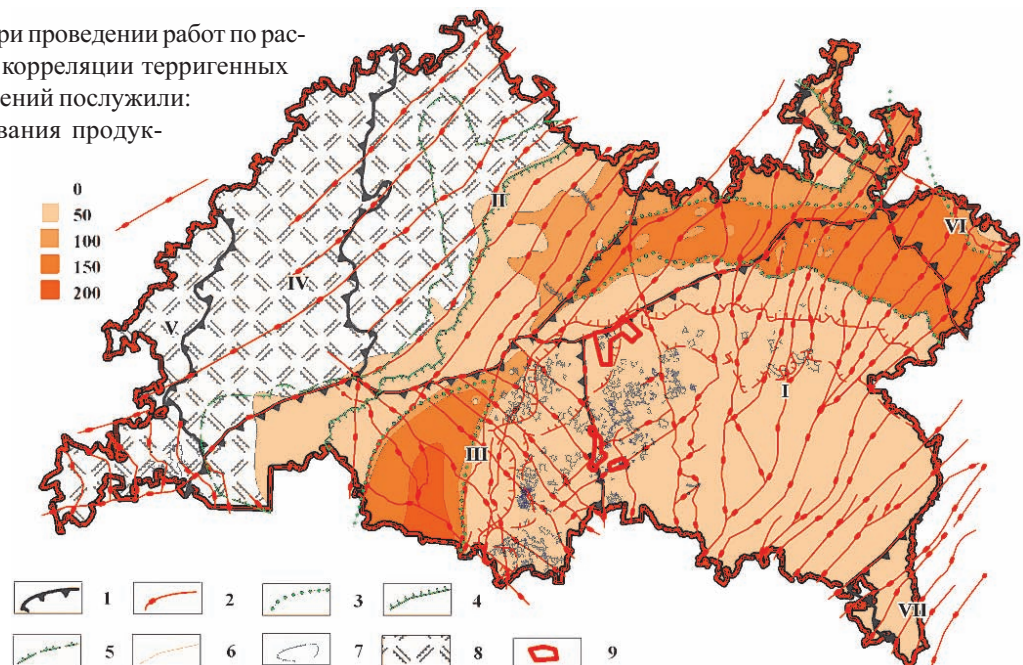 ри проведении работ по рас-
корреляции терригенных
ений послужили:
вания продук-
0
50
100
150
200
II
VI
IV
V
I
III
VII
1 2 3 4
5 6 7 8 9